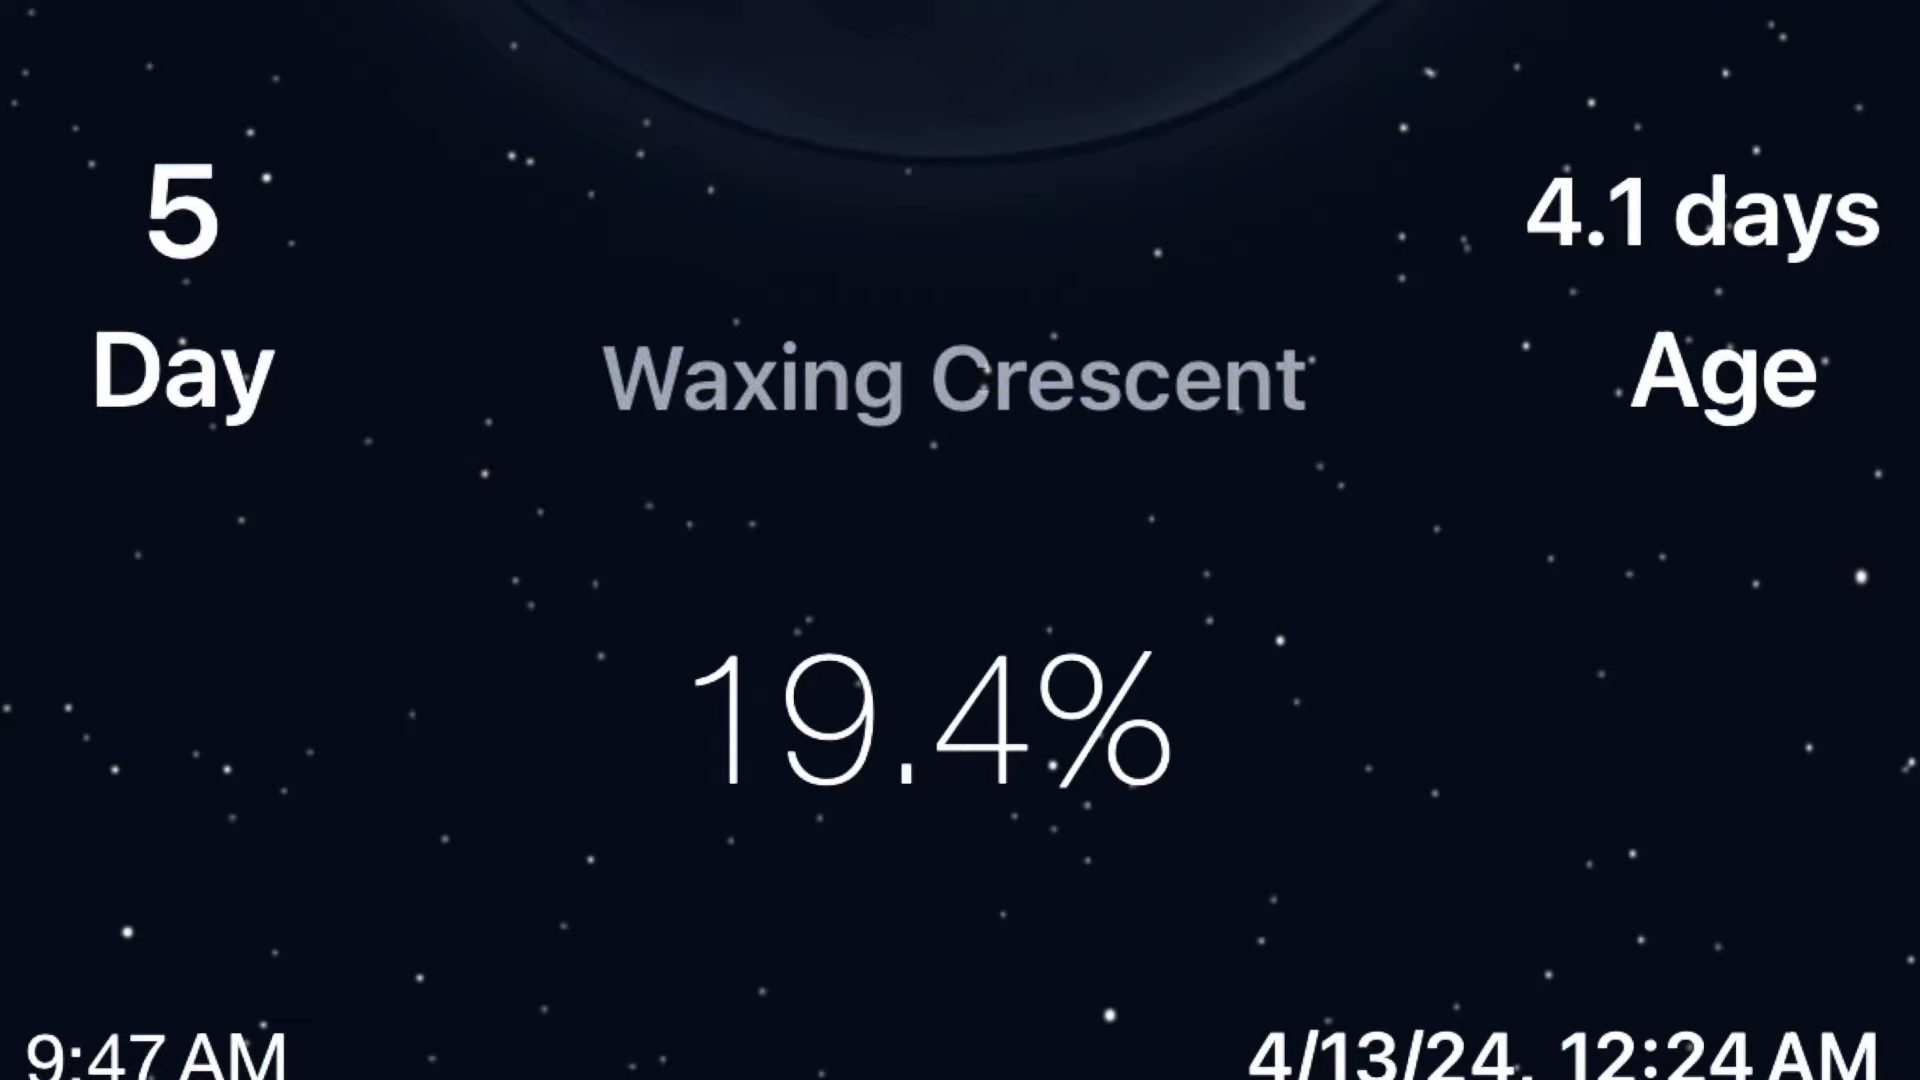 5
4.1 days
Day
Waxing Crescent
Age
19.4%
9:47 AM
4/13/24, 12:24 AM